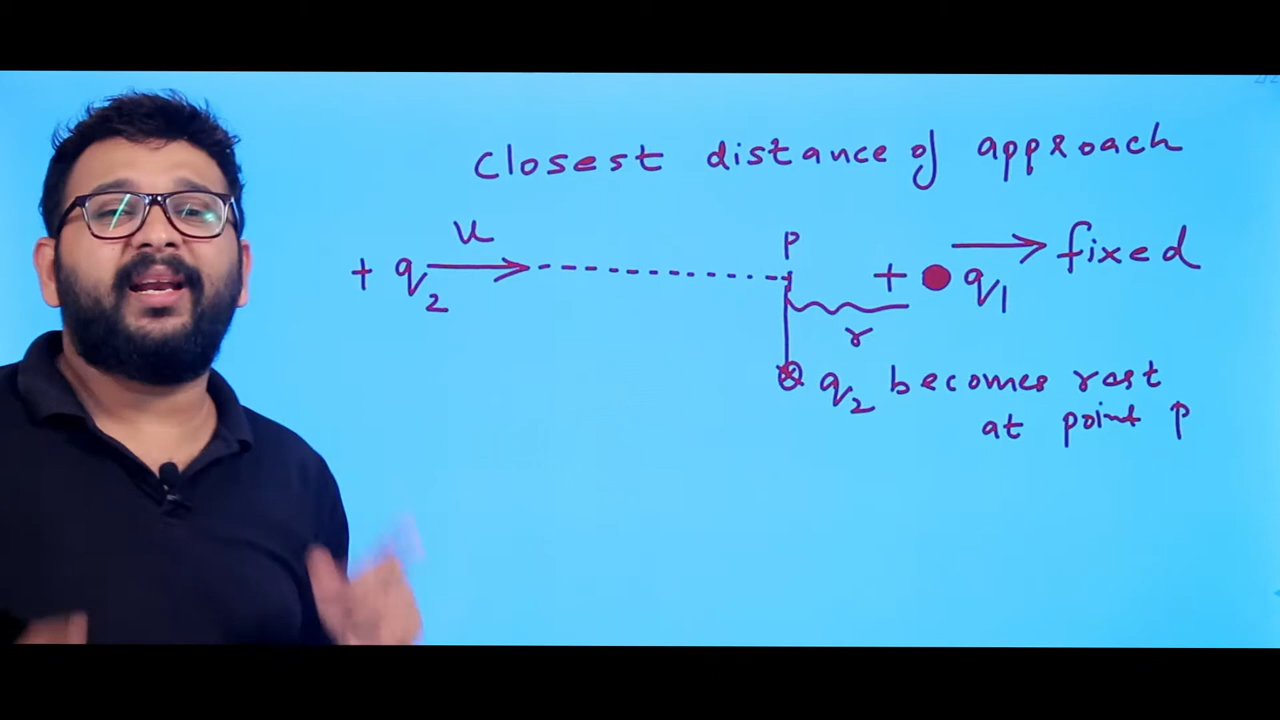 Closest distance of approach
u
P
+ q2
+ q1
fixed
r
q2 becomes rest
at point P